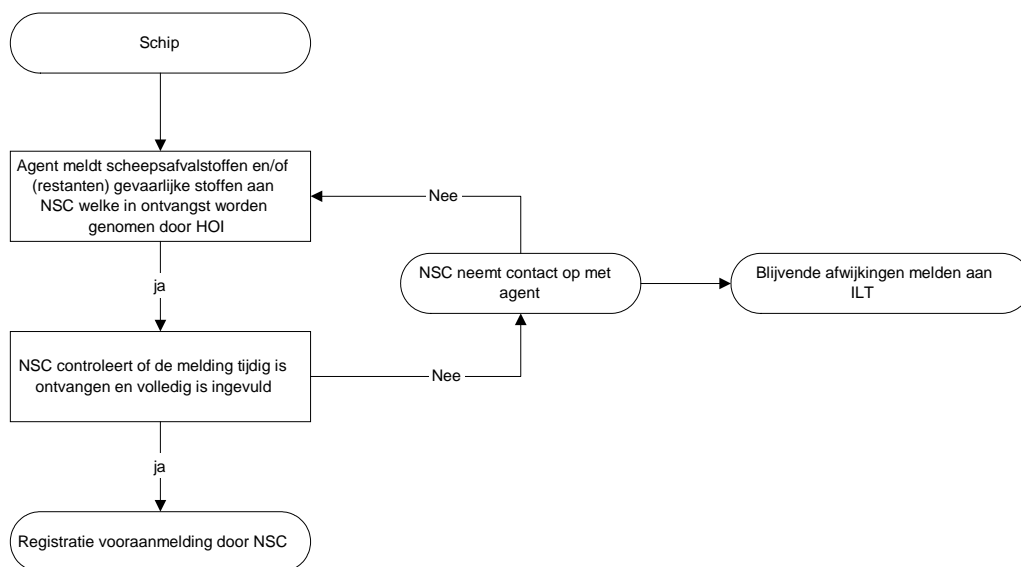 Schip
Agent meldt scheepsafvalstoffen en/of
(restanten) gevaarlijke stoffen aan
NSC welke in ontvangst worden
genomen door HOI
Nee
ja
NSC neemt contact op met
agent
Blijvende afwijkingen melden aan
ILT
NSC controleert of de melding tijdig is
ontvangen en volledig is ingevuld
Nee
ja
Registratie vooraanmelding door NSC